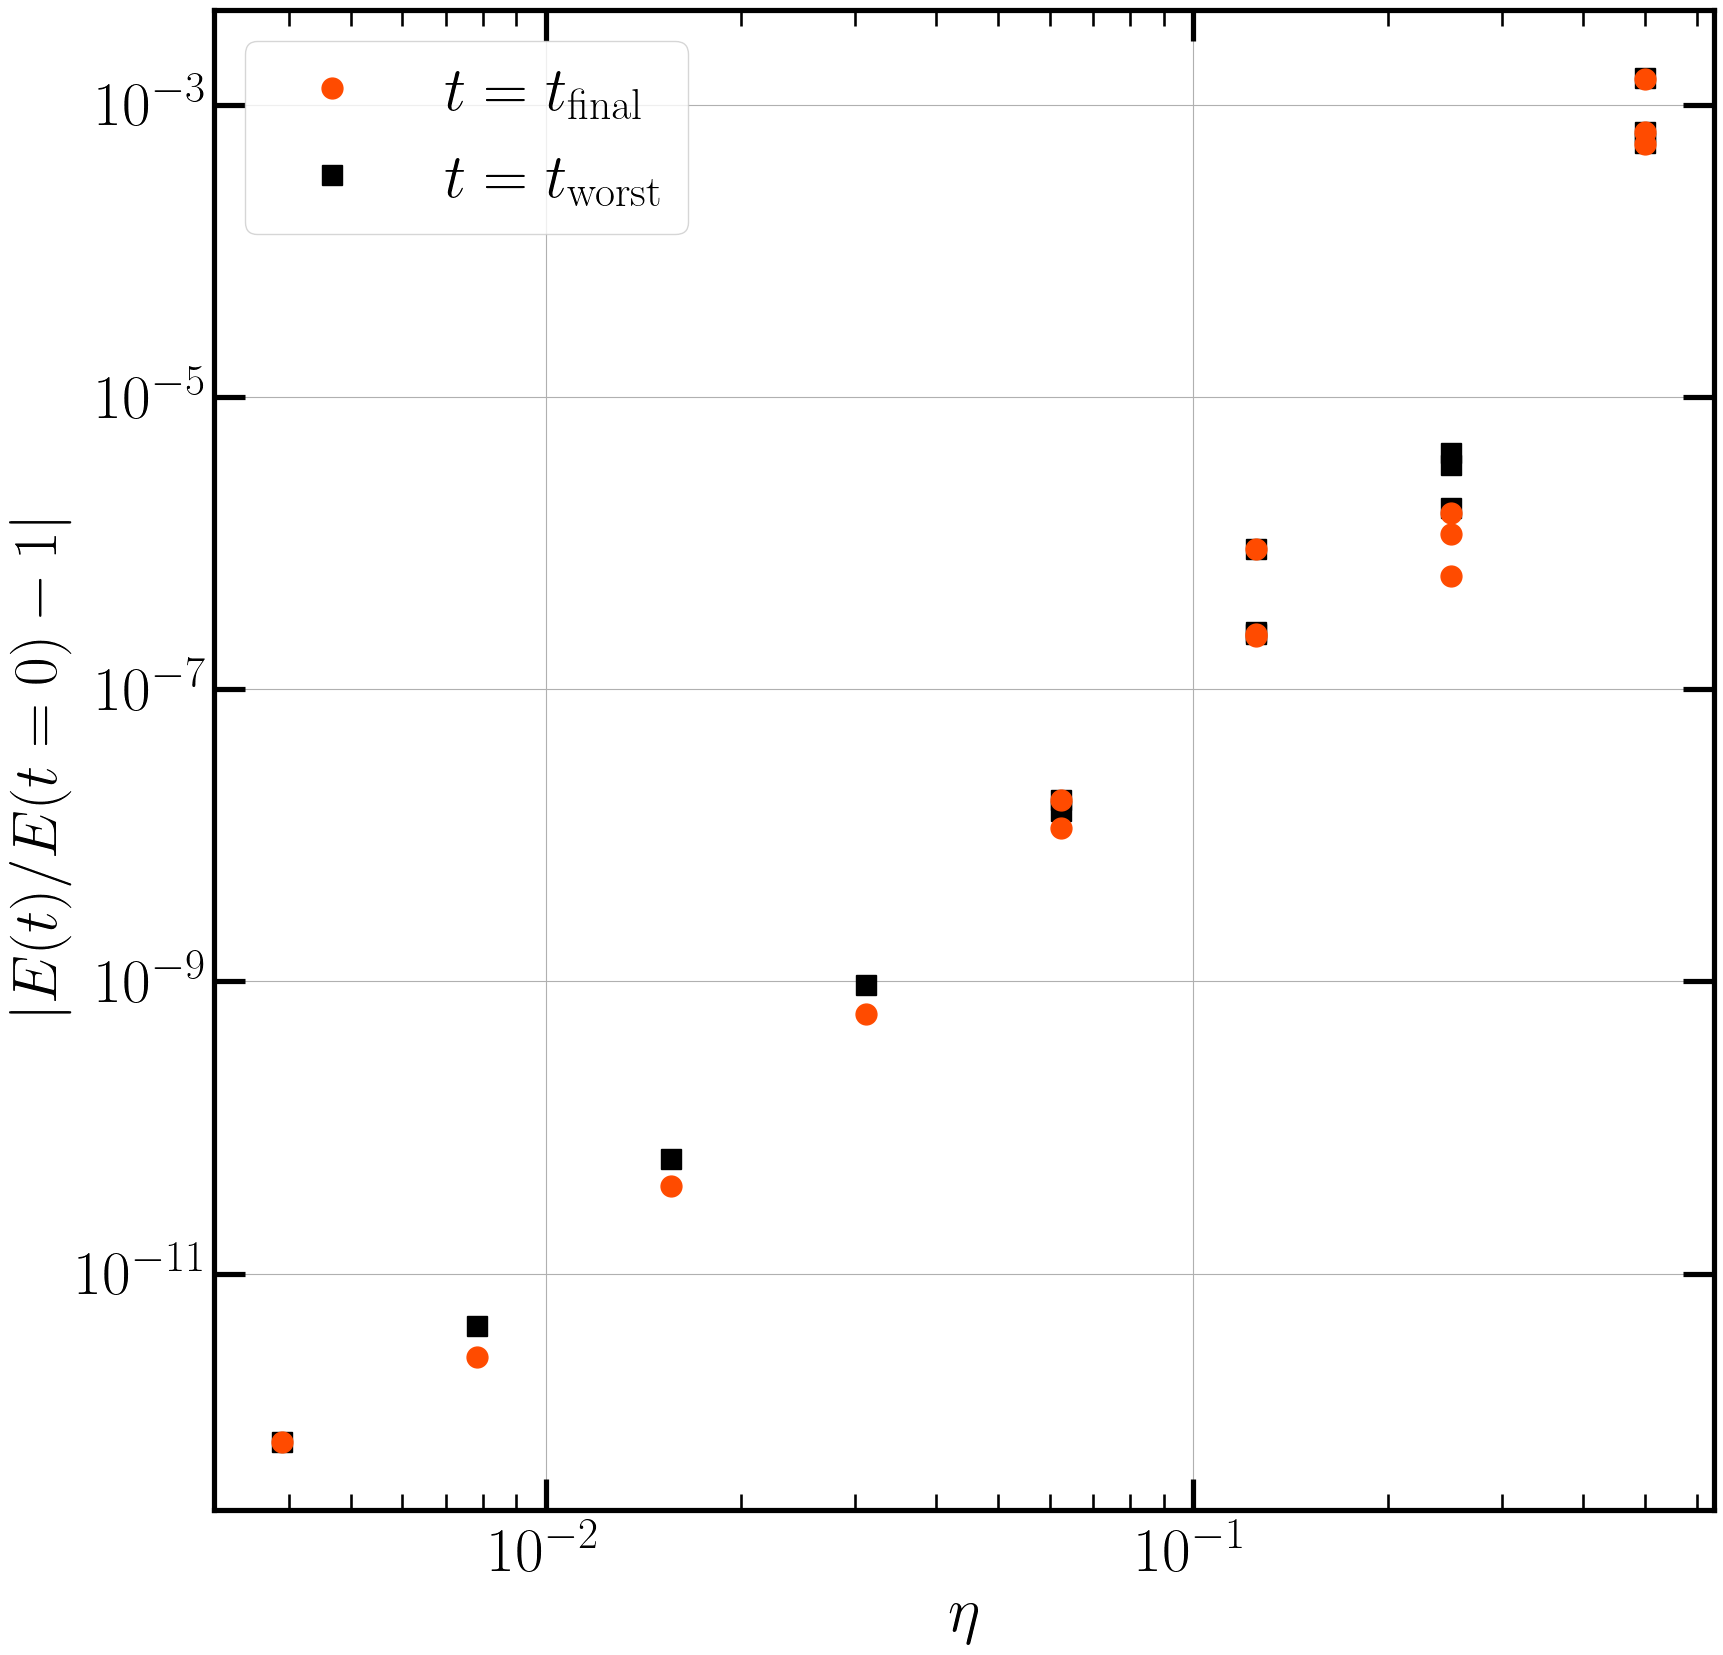 t = t_final
t = t_worst
10^−3
10^−5
10^−7
10^−9
10^−11
|E(t)/E(t = 0) − 1|
10^−2 10^−1
η